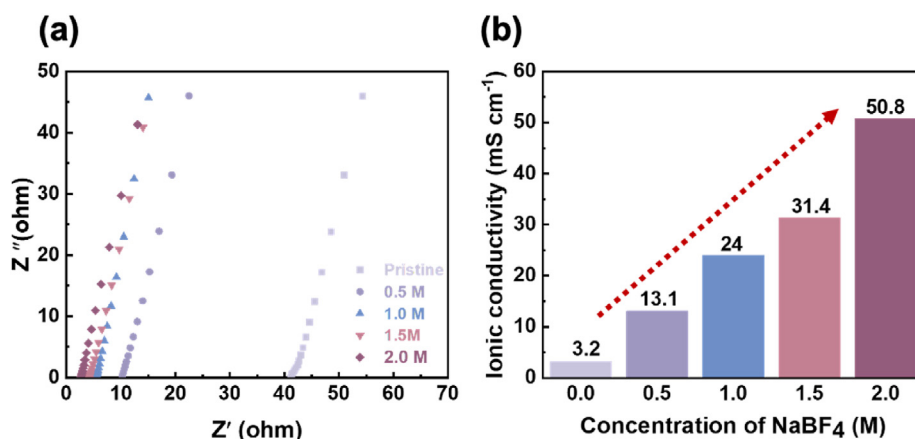 (a)
Z ″(ohm)
50
40
30
20
10
0
0 10 20 30 40 50 60 70
Z′ (ohm)
Pristine
0.5 M
1.0 M
1.5M
2.0 M
(b)
Ionic conductivity (mS cm⁻¹)
60
50
40
30
20
10
0
3.2
13.1
24
31.4
50.8
0.0 0.5 1.0 1.5 2.0
Concentration of NaBF₄ (M)